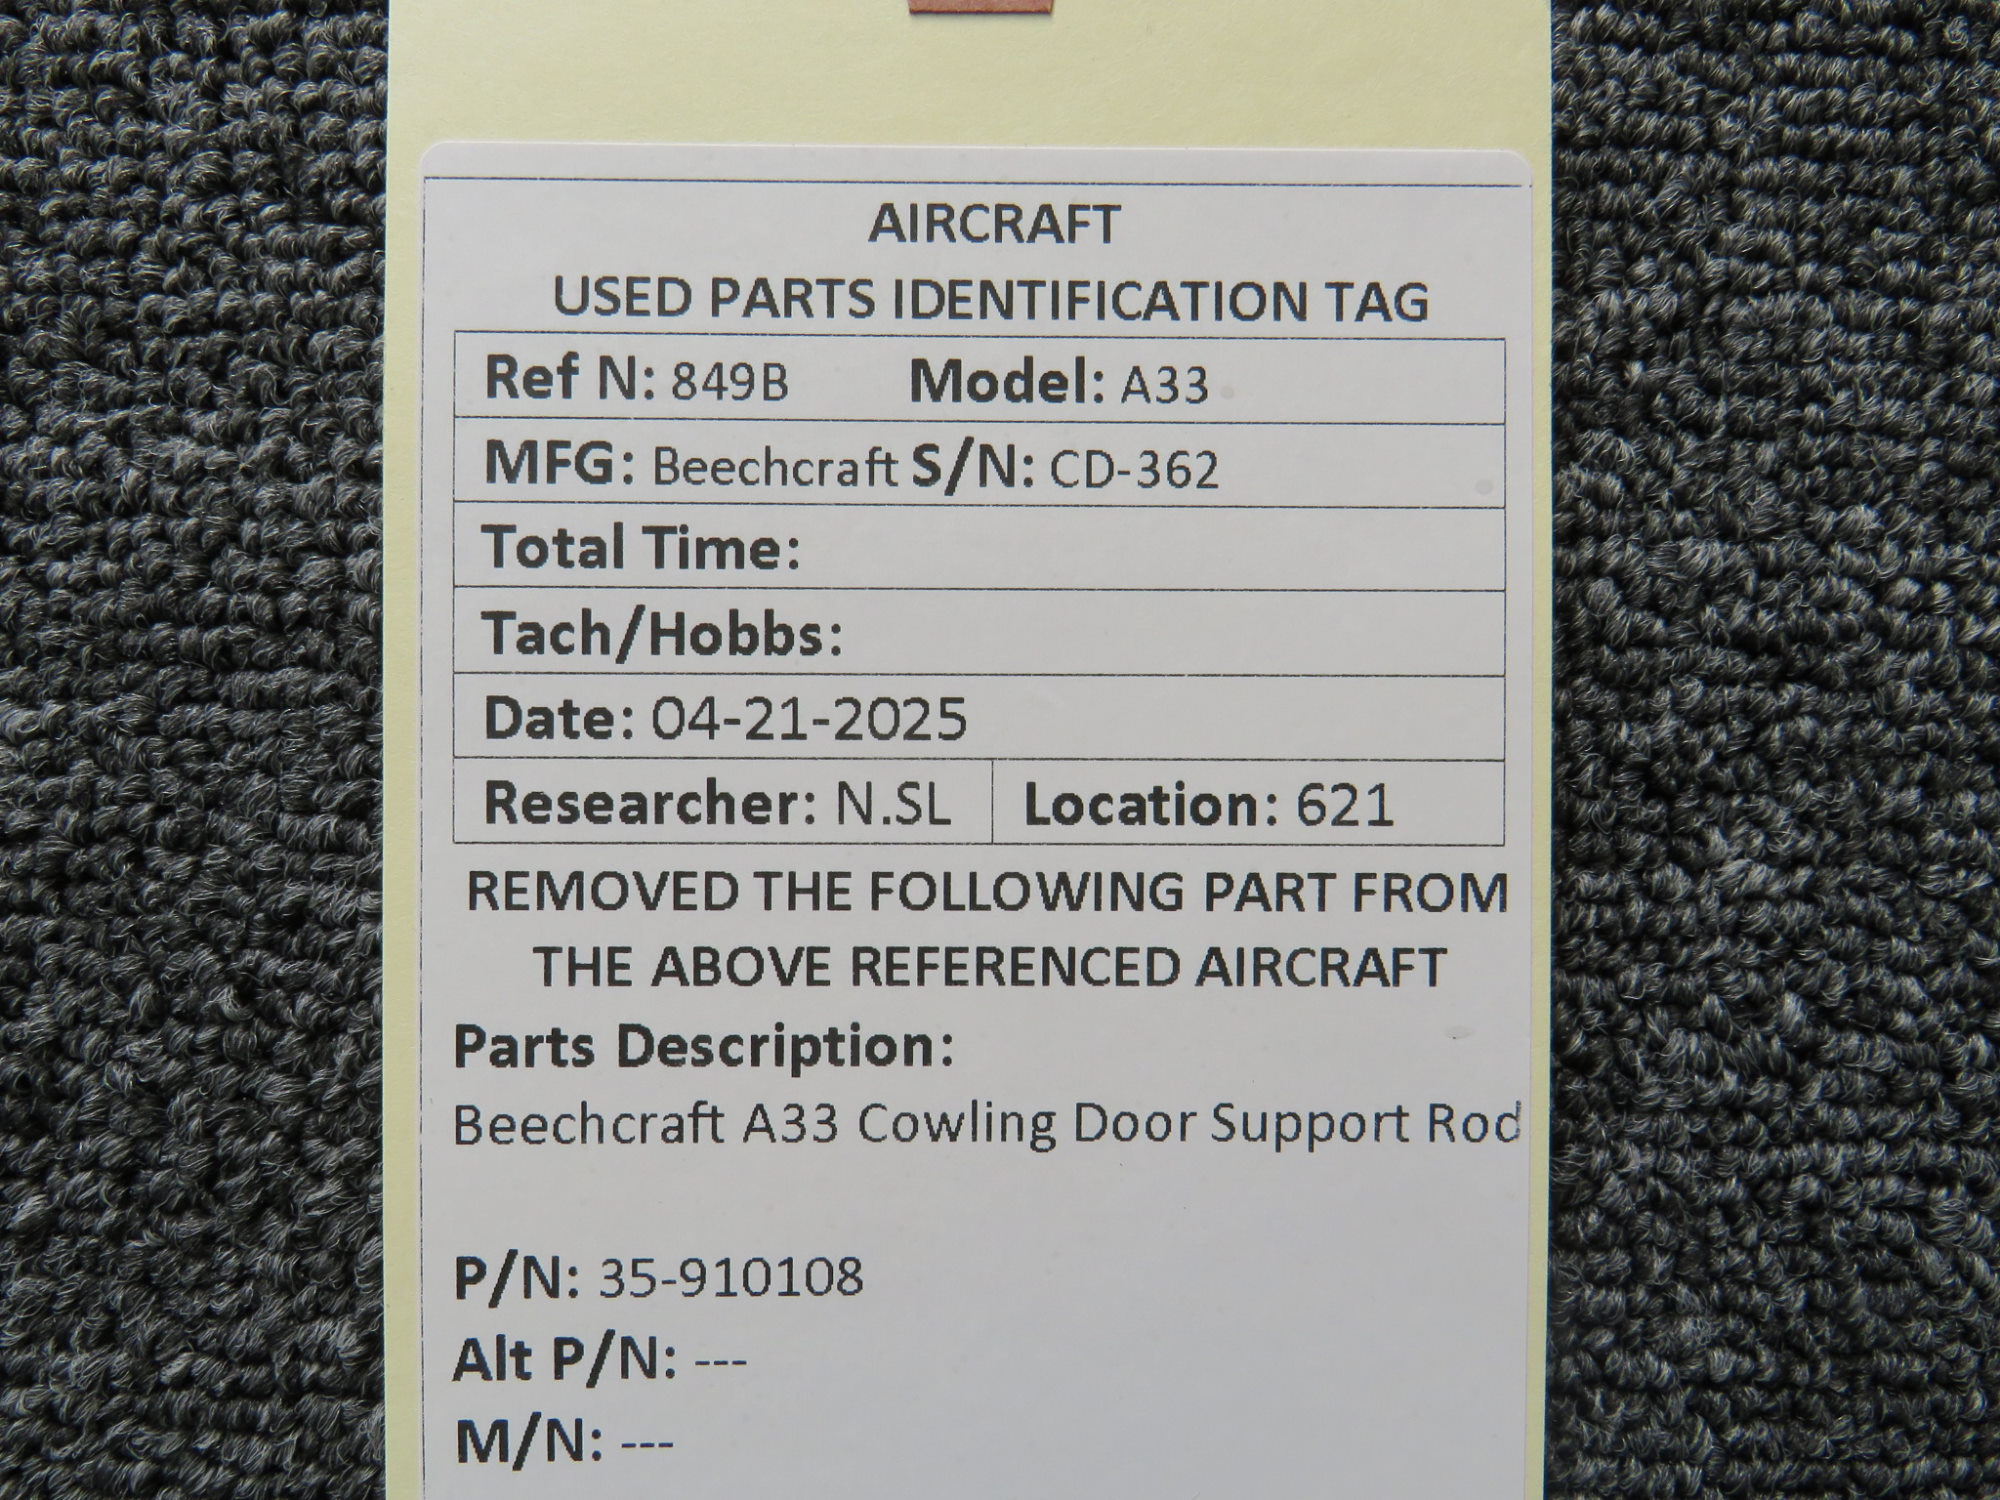 AIRCRAFT
USED PARTS IDENTIFICATION TAG
Ref N: 849B Model: A33
MFG: Beechcraft S/N: CD-362
Total Time:
Tach/Hobbs:
Date: 04-21-2025
Researcher: N.SL Location: 621
REMOVED THE FOLLOWING PART FROM
THE ABOVE REFERENCED AIRCRAFT
Parts Description:
Beechcraft A33 Cowling Door Support Rod
P/N: 35-910108
Alt P/N: ---
M/N: ---